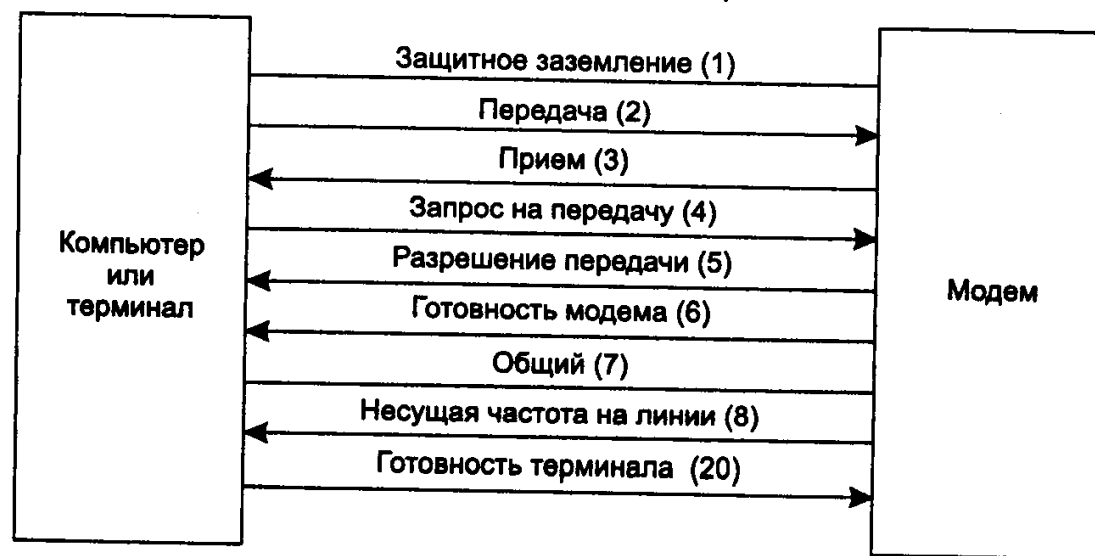 Защитное заземление (1)
Передача (2)
Прием (3)
Запрос на передачу (4)
Компьютер
или
терминал
Разрешение передачи (5)
Модем
Готовность модема (6)
Общий (7)
Несущая частота на линии (8)
Готовность терминала (20)